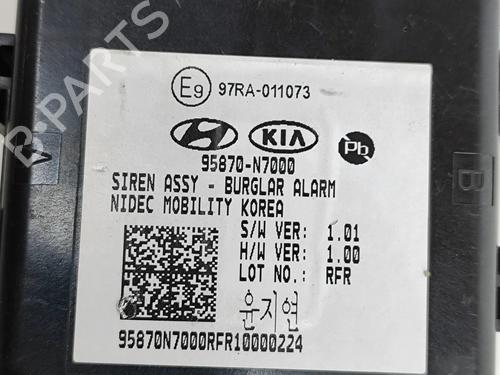 E9 97RA-011073
KIA Pb
95870-N7000
SIREN ASSY - BURGLAR ALARM
NIDEC MOBILITY KOREA
S/W VER: 1.01
H/W VER: 1.00
LOT NO.: RFR
윤지연
95870N7000RFR10000224
A
B
B-PARTS